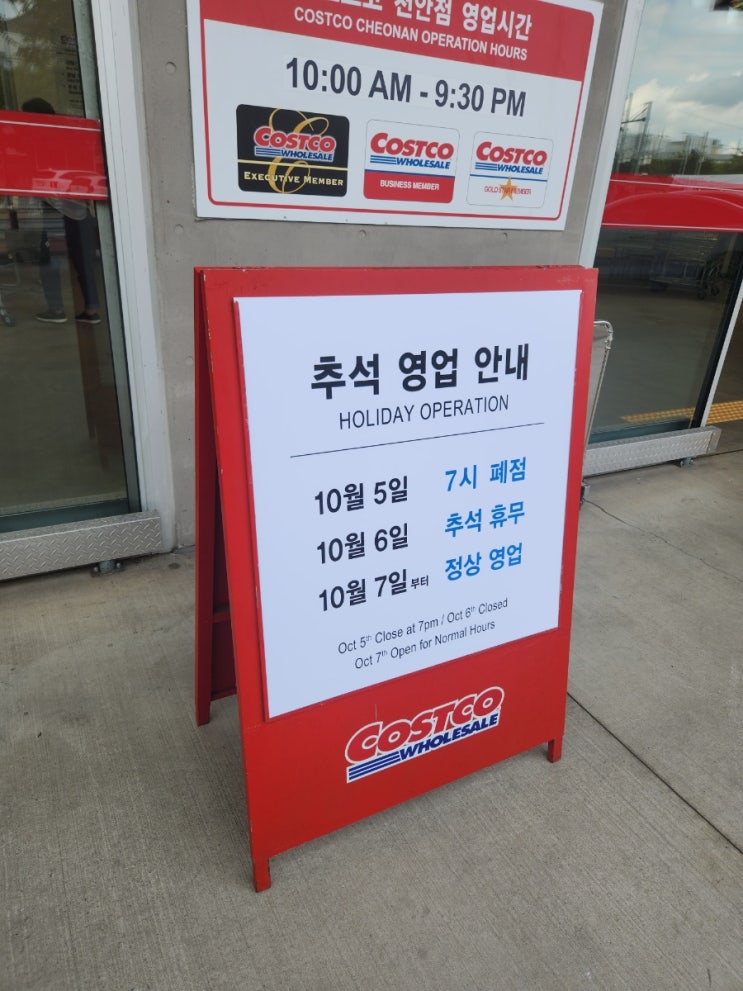 천안점 영업시간
COSTCO CHEONAN OPERATION HOURS
10:00 AM - 9:30 PM
COSTCO
WHOLESALE
EXECUTIVE MEMBER
COSTCO
WHOLESALE
BUSINESS MEMBER
COSTCO
WHOLESALE
GOLD STAR MEMBER
추석 영업 안내
HOLIDAY OPERATION
10월 5일 7시 폐점
10월 6일 추석 휴무
10월 7일부터 정상 영업
Oct 5th Close at 7pm / Oct 6th Closed
Oct 7th Open for Normal Hours
COSTCO
WHOLESALE